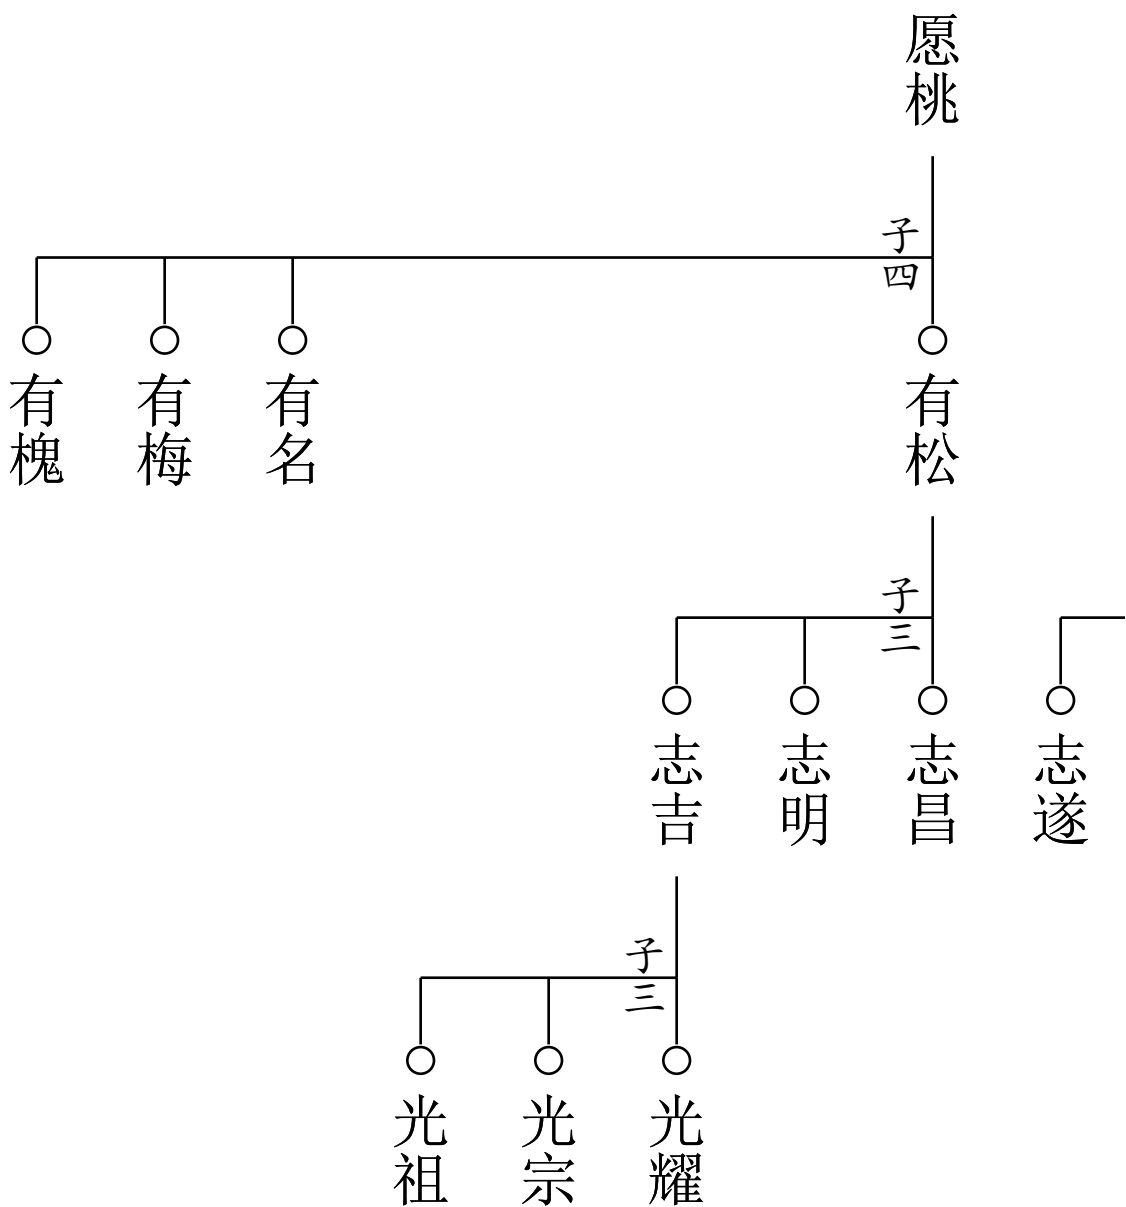 愿桃
子四
有松
有名
有梅
有槐
子三
志遂
志昌
志明
志吉
子三
光耀
光宗
光祖